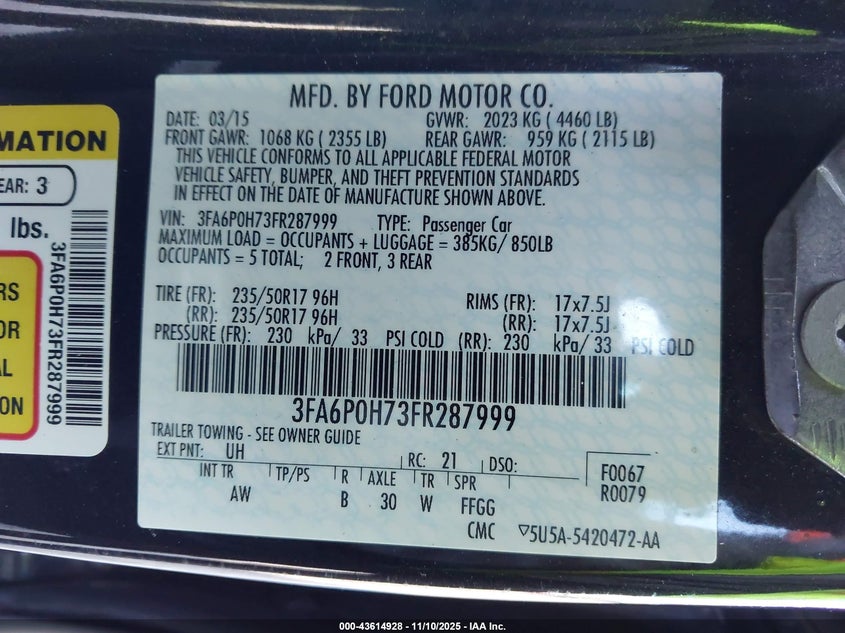 MATION
EAR: 3
lbs.
RS
OR
AL
ON
3FA6P0H73FR287999
MFD. BY FORD MOTOR CO.
DATE: 03/15 GVWR: 2023 KG ( 4460 LB)
FRONT GAWR: 1068 KG ( 2355 LB) REAR GAWR: 959 KG ( 2115 LB)
THIS VEHICLE CONFORMS TO ALL APPLICABLE FEDERAL MOTOR
VEHICLE SAFETY, BUMPER, AND THEFT PREVENTION STANDARDS
IN EFFECT ON THE DATE OF MANUFACTURE SHOWN ABOVE.
VIN: 3FA6P0H73FR287999 TYPE: Passenger Car
MAXIMUM LOAD = OCCUPANTS + LUGGAGE = 385KG/ 850LB
OCCUPANTS = 5 TOTAL; 2 FRONT, 3 REAR
TIRE (FR): 235/50R17 96H RIMS (FR): 17x7.5J
(RR): 235/50R17 96H (RR): 17x7.5J
PRESSURE (FR): 230 kPa/ 33 PSI COLD (RR): 230 kPa/ 33 PSI COLD
3FA6P0H73FR287999
TRAILER TOWING - SEE OWNER GUIDE
EXT PNT: UH RC: 21 DSO: F0067
INT TR TP/PS R AXLE TR SPR R0079
AW B 30 W FFGG
CMC ▽5U5A-5420472-AA
000-43614928 - 11/10/2025 - IAA Inc.